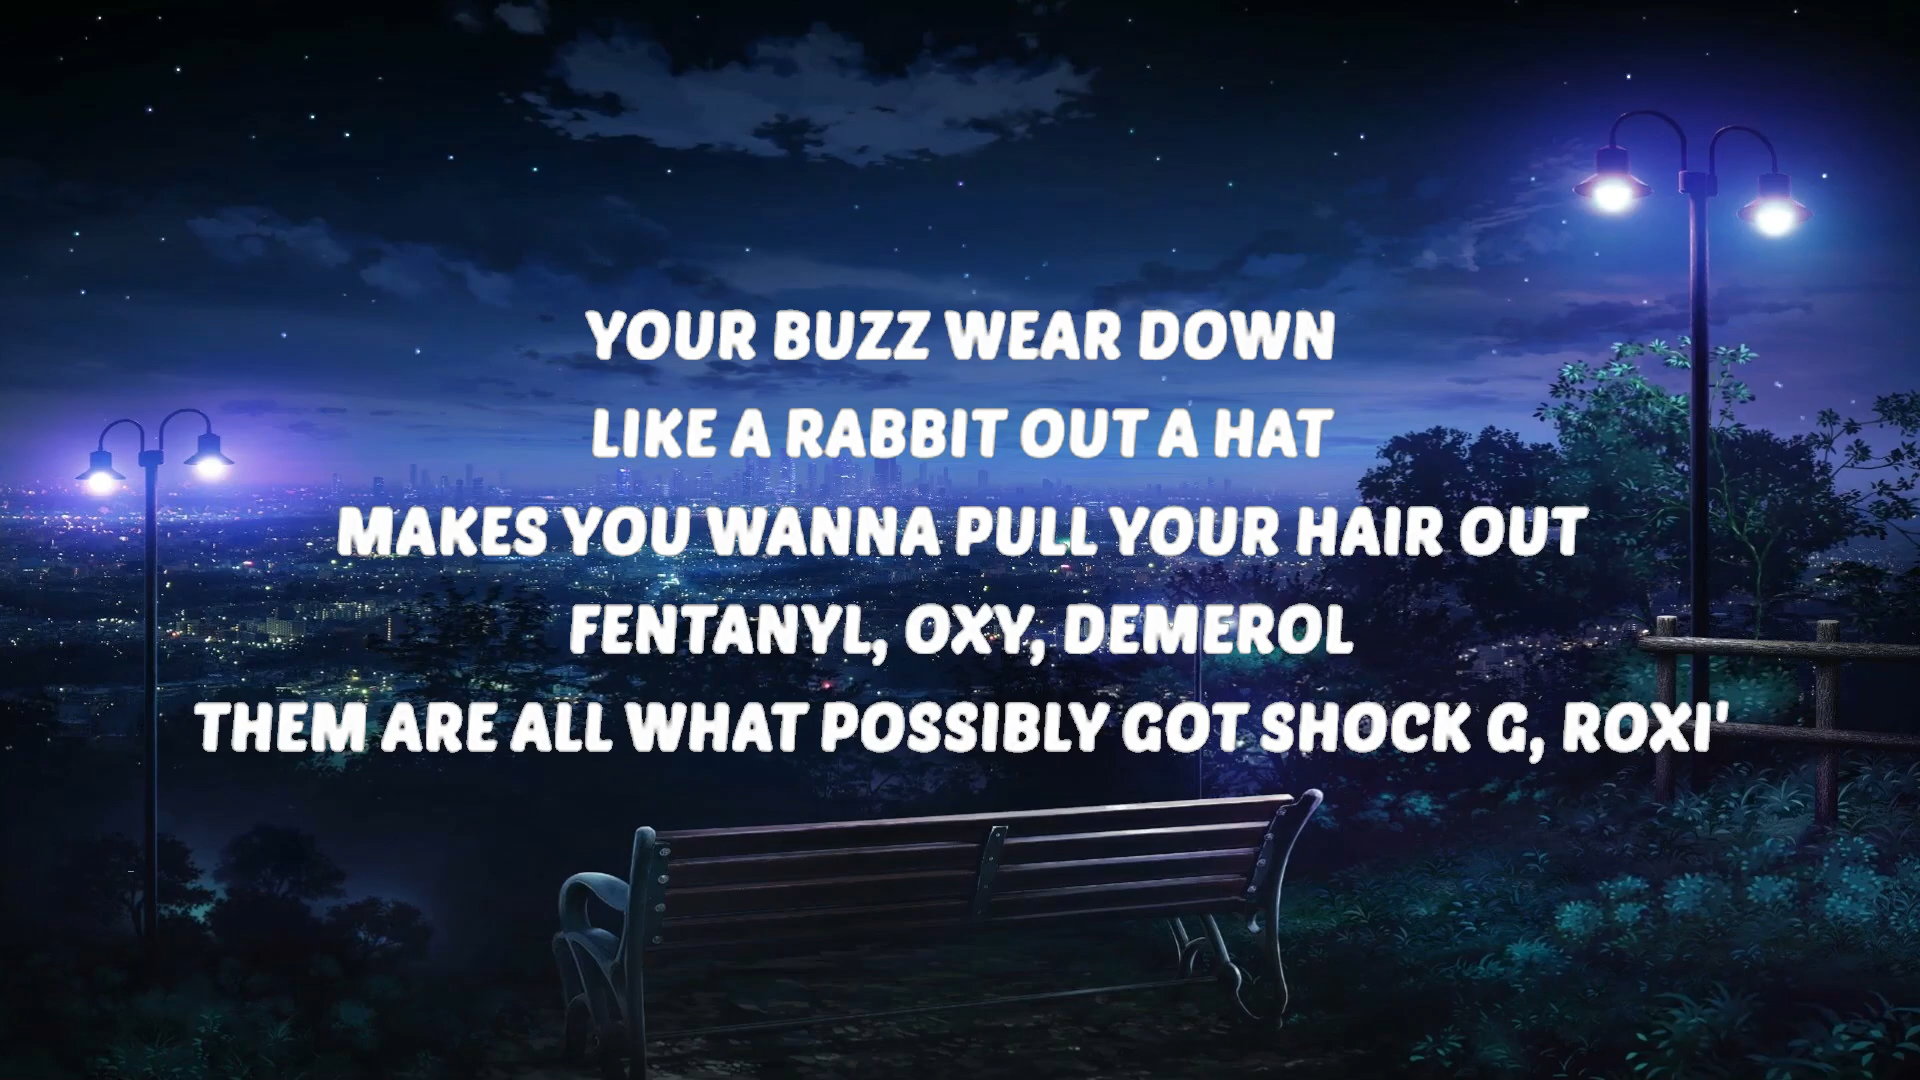 YOUR BUZZ WEAR DOWN
LIKE A RABBIT OUT A HAT
MAKES YOU WANNA PULL YOUR HAIR OUT
FENTANYL, OXY, DEMEROL
THEM ARE ALL WHAT POSSIBLY GOT SHOCK G, ROXI'